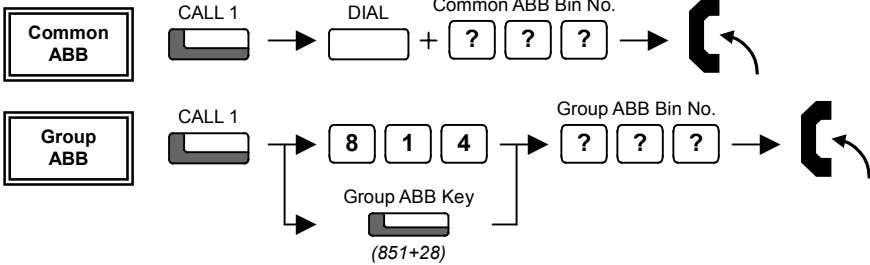 CALL 1
DIAL
Common ABB Bin No.
Common
ABB
+ ? ? ?
CALL 1
Group ABB Bin No.
Group
ABB
8 1 4
? ? ?
Group ABB Key
(851+28)